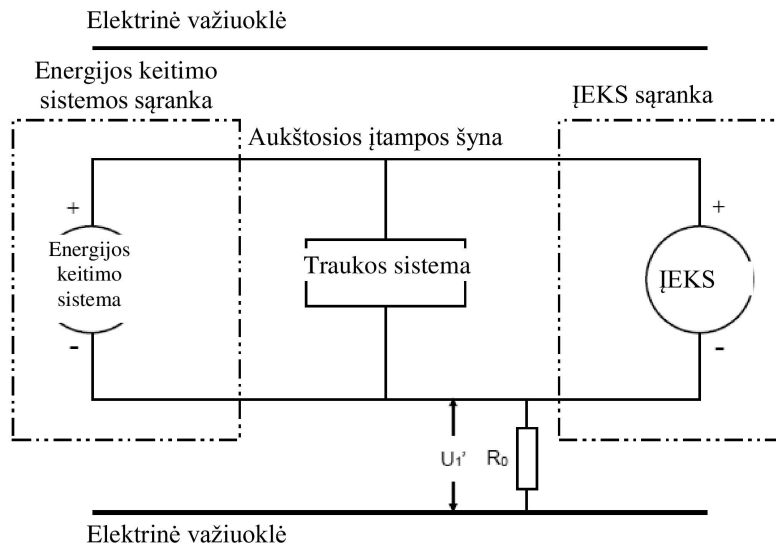 Elektrinė važiuoklė
Energijos keitimo
sistemos sąranka
ĮEKS sąranka
Aukštosios įtampos šyna
+
+
Energijos
keitimo
sistema
Traukos sistema
ĮEKS
-
-
U₁’
R₀
Elektrinė važiuoklė